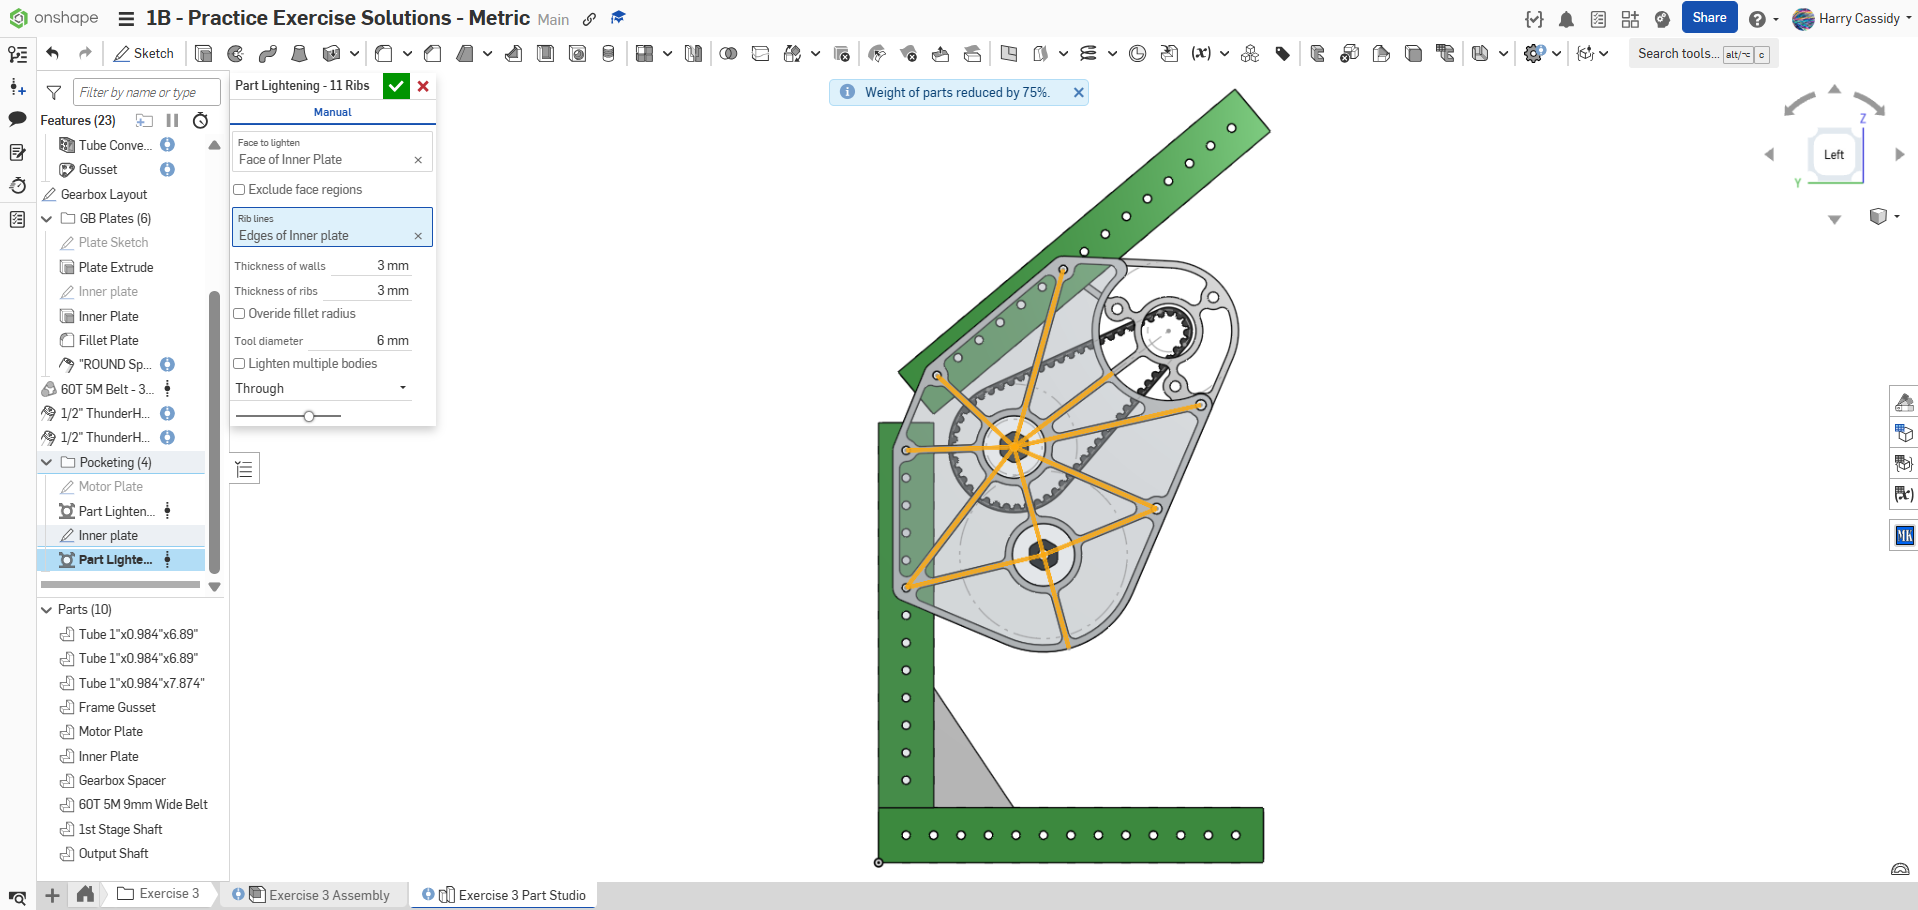 onshape
1B - Practice Exercise Solutions - Metric Main
Share
Harry Cassidy
Sketch
Search tools... alt/⌥ c
Filter by name or type
Features (23)
Tube Conve...
Gusset
Gearbox Layout
GB Plates (6)
Plate Sketch
Plate Extrude
Inner plate
Inner Plate
Fillet Plate
"ROUND Sp...
60T 5M Belt - 3...
1/2" ThunderH...
1/2" ThunderH...
Pocketing (4)
Motor Plate
Part Lighten...
Inner plate
Part Lighte...
Parts (10)
Tube 1"x0.984"x6.89"
Tube 1"x0.984"x6.89"
Tube 1"x0.984"x7.874"
Frame Gusset
Motor Plate
Inner Plate
Gearbox Spacer
60T 5M 9mm Wide Belt
1st Stage Shaft
Output Shaft
Part Lightening - 11 Ribs
Manual
Face to lighten
Face of Inner Plate
Exclude face regions
Rib lines
Edges of Inner plate
Thickness of walls 3 mm
Thickness of ribs 3 mm
Overide fillet radius
Tool diameter 6 mm
Lighten multiple bodies
Through
Weight of parts reduced by 75%.
Z
Left
Y
MK
Exercise 3
Exercise 3 Assembly
Exercise 3 Part Studio